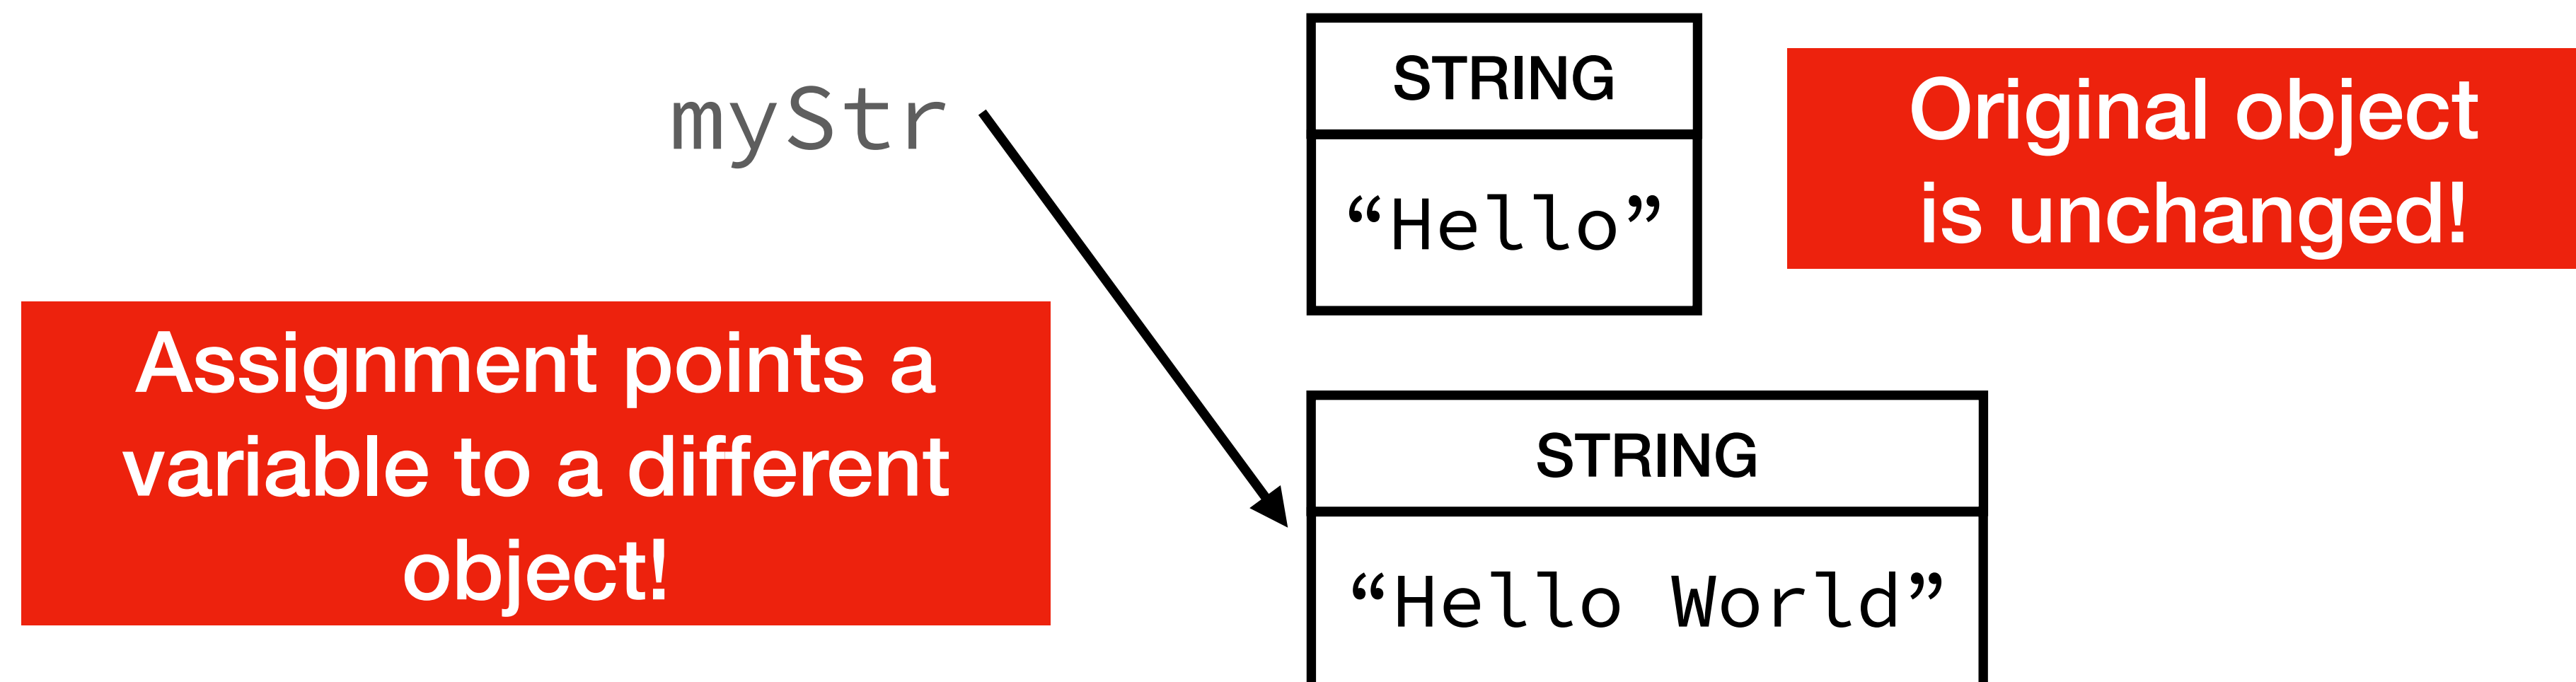 myStr
STRING
“Hello”
Original object
is unchanged!
Assignment points a
variable to a different
object!
STRING
“Hello World”